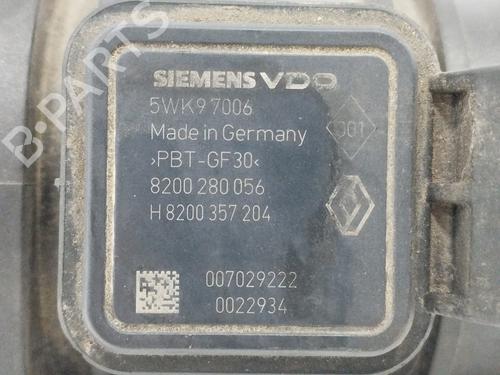 SIEMENS VDO
5WK9 7006
Made in Germany
001
›PBT-GF30‹
8200 280 056
H 8200 357 204
007029222
0022934
B-PARTS